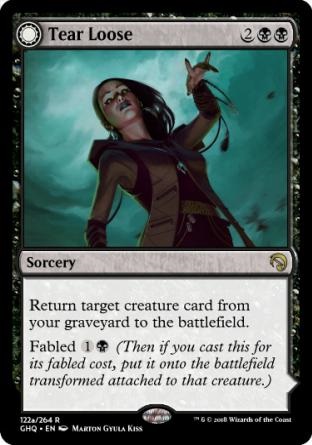 Tear Loose 2
Sorcery
Return target creature card from
your graveyard to the battlefield.
Fabled 1 (Then if you cast this for
its fabled cost, put it onto the battlefield
transformed attached to that creature.)
122a/264 R
GHQ • EN MARTON GYULA KISS
™ & © 2018 Wizards of the Coast